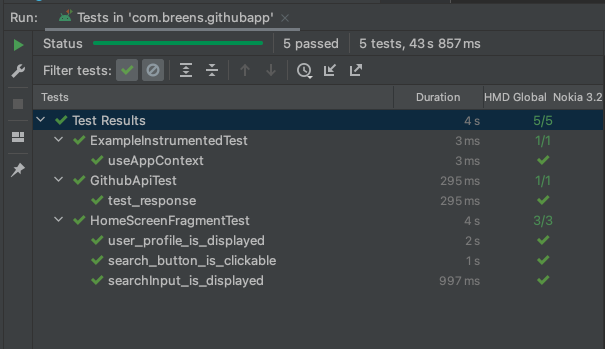 Run: Tests in 'com.breens.githubapp'
Status 5 passed 5 tests, 43 s 857 ms
Filter tests:
Tests Duration HMD Global Nokia 3.2
Test Results 4 s 5/5
ExampleInstrumentedTest 3 ms 1/1
useAppContext 3 ms
GithubApiTest 295 ms 1/1
test_response 295 ms
HomeScreenFragmentTest 4 s 3/3
user_profile_is_displayed 2 s
search_button_is_clickable 1 s
searchInput_is_displayed 997 ms